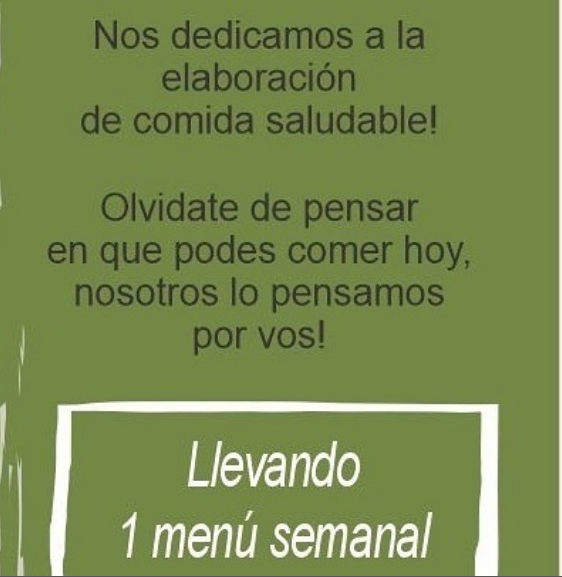 Nos dedicamos a la
elaboración
de comida saludable!
Olvidate de pensar
en que podes comer hoy,
nosotros lo pensamos
por vos!
Llevando
1 menú semanal